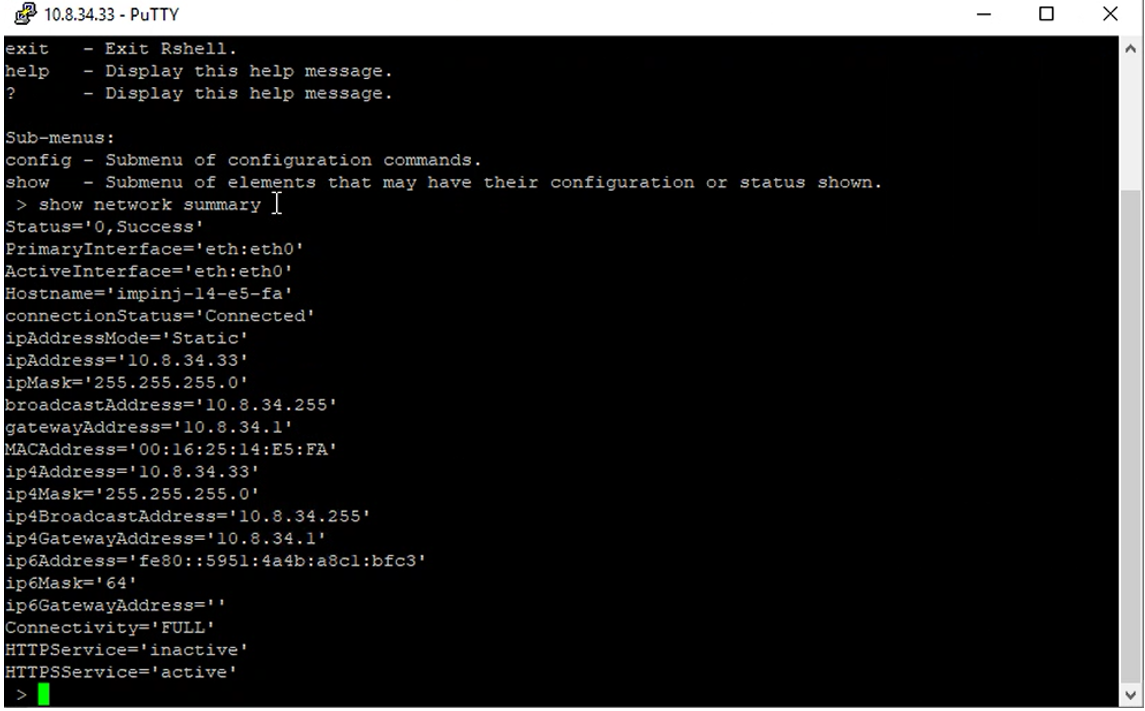 10.8.34.33 - PuTTY
exit   - Exit Rshell.
help   - Display this help message.
?      - Display this help message.
Sub-menus:
config - Submenu of configuration commands.
show   - Submenu of elements that may have their configuration or status shown.
 > show network summary
Status='0,Success'
PrimaryInterface='eth:eth0'
ActiveInterface='eth:eth0'
Hostname='impinj-14-e5-fa'
connectionStatus='Connected'
ipAddressMode='Static'
ipAddress='10.8.34.33'
ipMask='255.255.255.0'
broadcastAddress='10.8.34.255'
gatewayAddress='10.8.34.1'
MACAddress='00:16:25:14:E5:FA'
ip4Address='10.8.34.33'
ip4Mask='255.255.255.0'
ip4BroadcastAddress='10.8.34.255'
ip4GatewayAddress='10.8.34.1'
ip6Address='fe80::5951:4a4b:a8c1:bfc3'
ip6Mask='64'
ip6GatewayAddress=''
Connectivity='FULL'
HTTPService='inactive'
HTTPSService='active'
 >